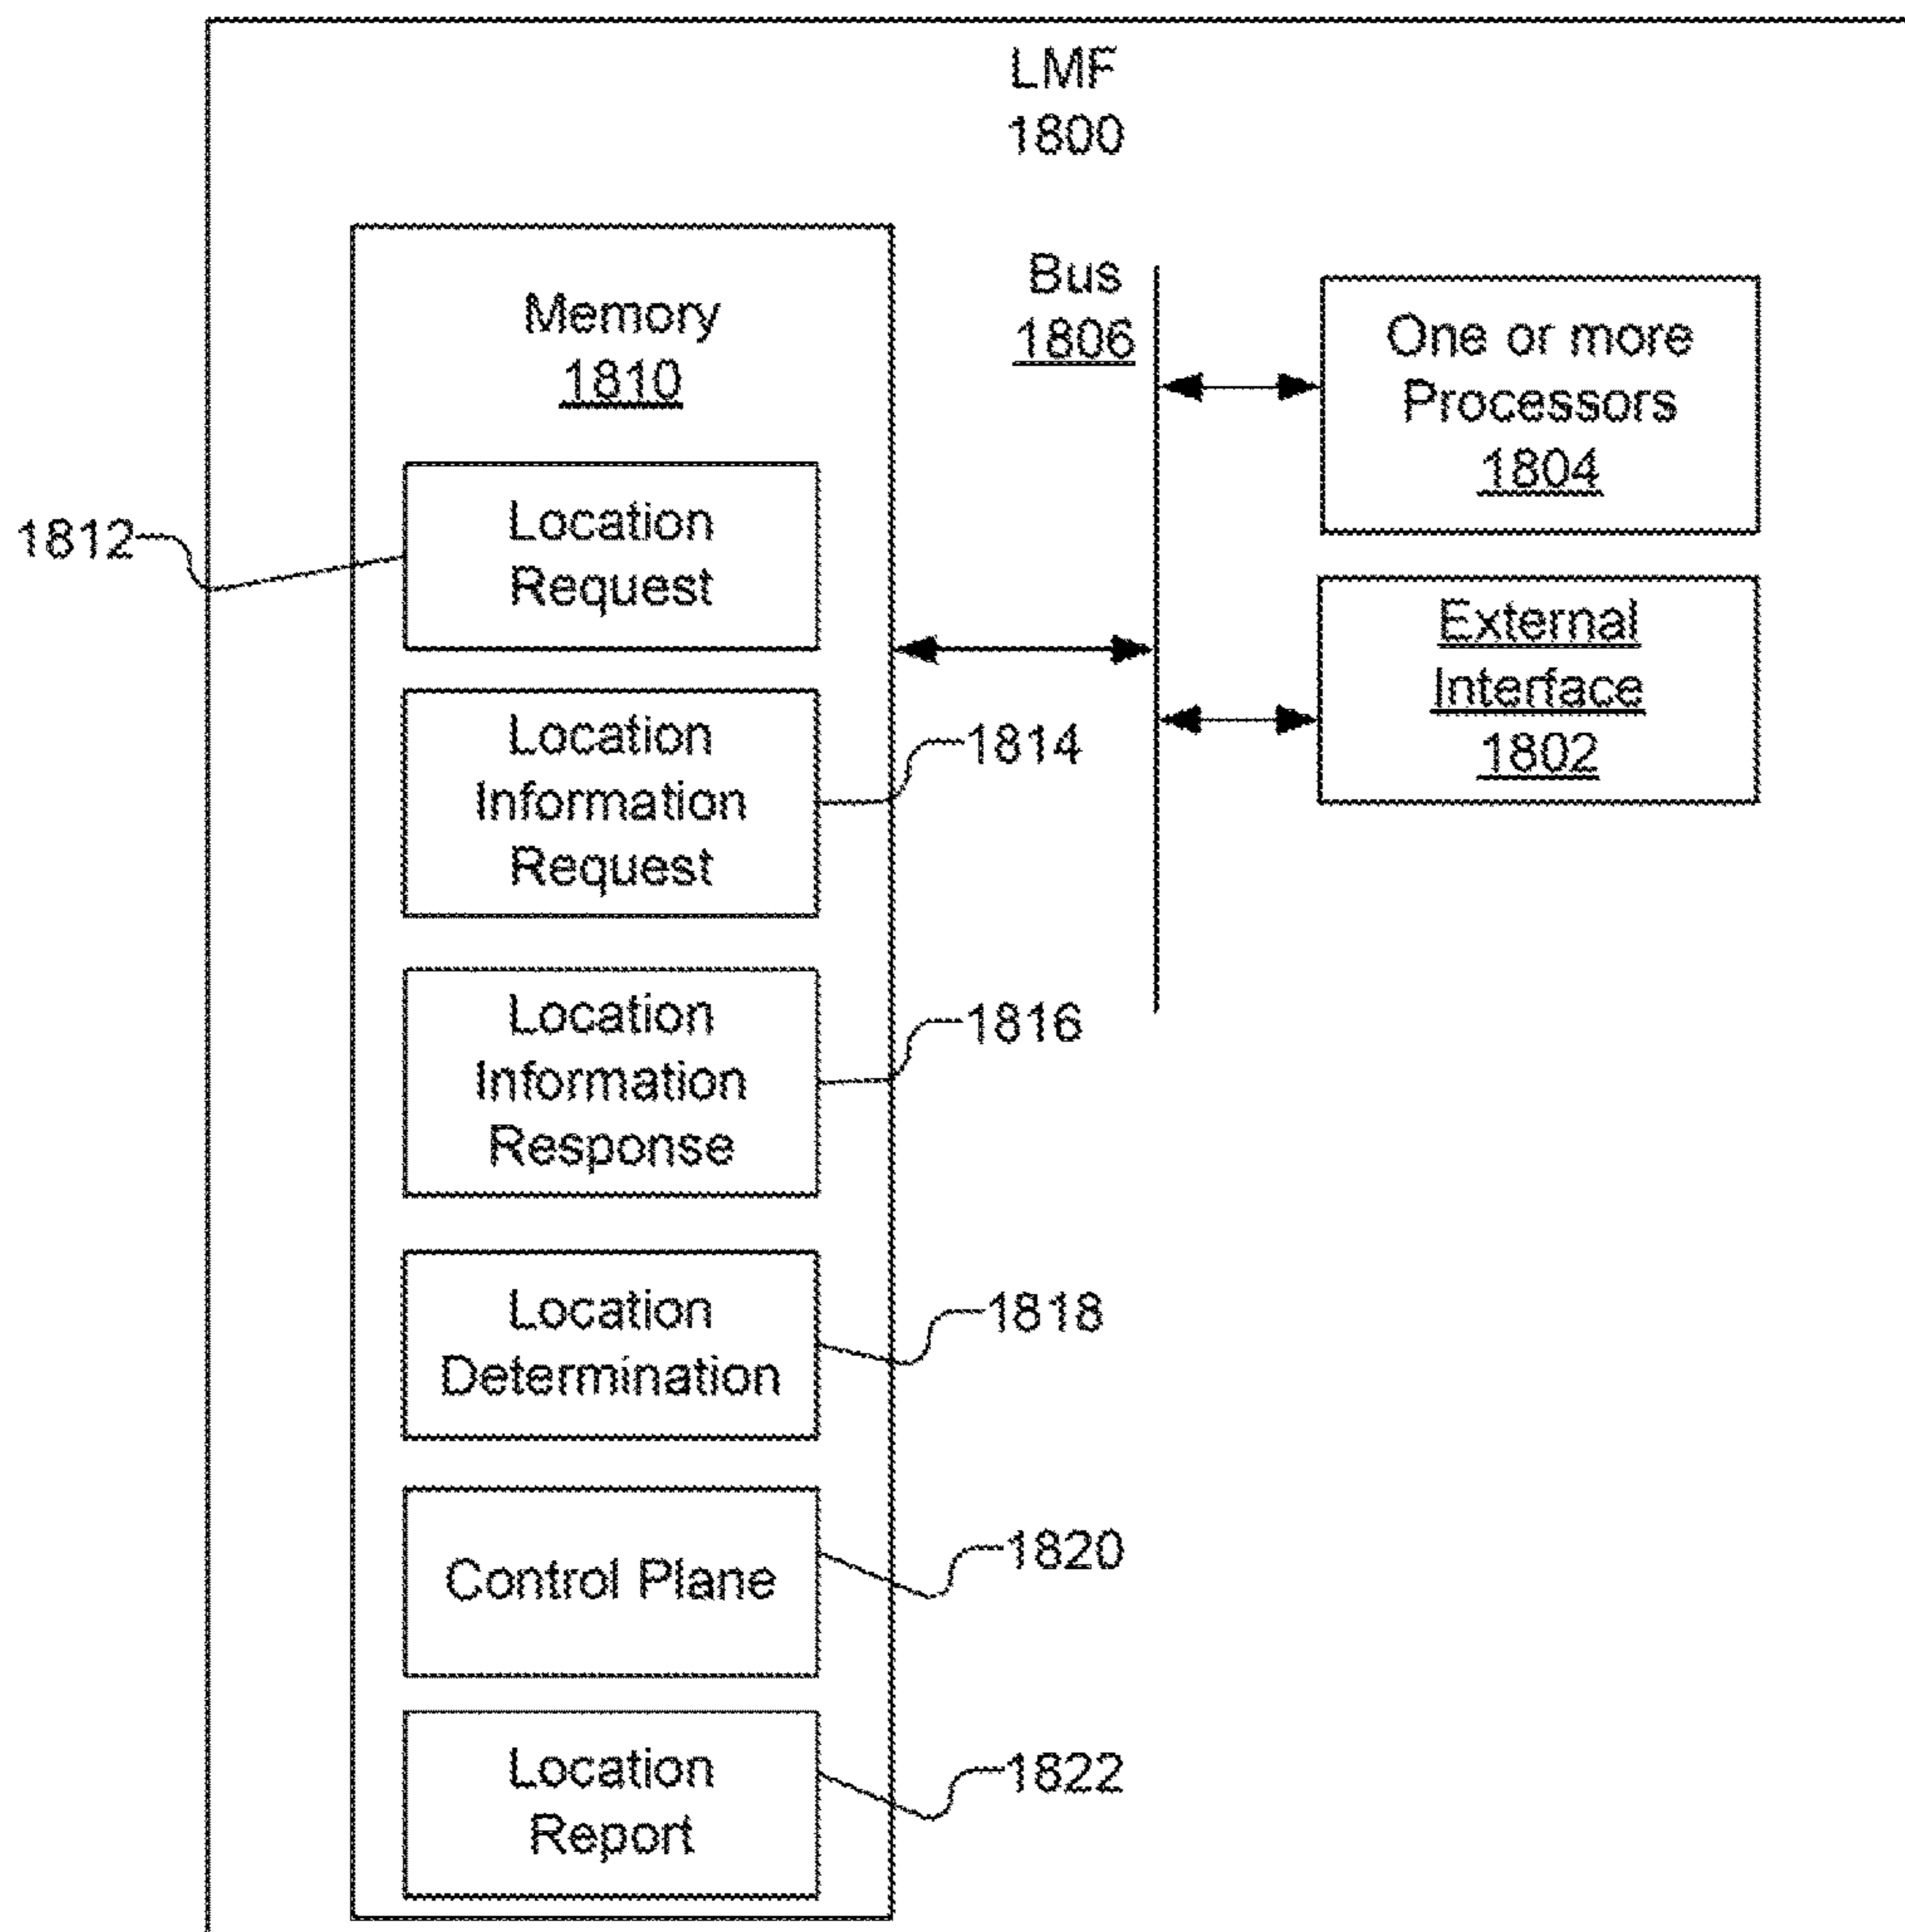 LMF
1800
Memory
1810
Bus
1806
One or more
Processors
1804
External
Interface
1802
1812
Location
Request
Location
Information
Request
1814
Location
Information
Response
1816
Location
Determination
1818
Control Plane
1820
Location
Report
1822